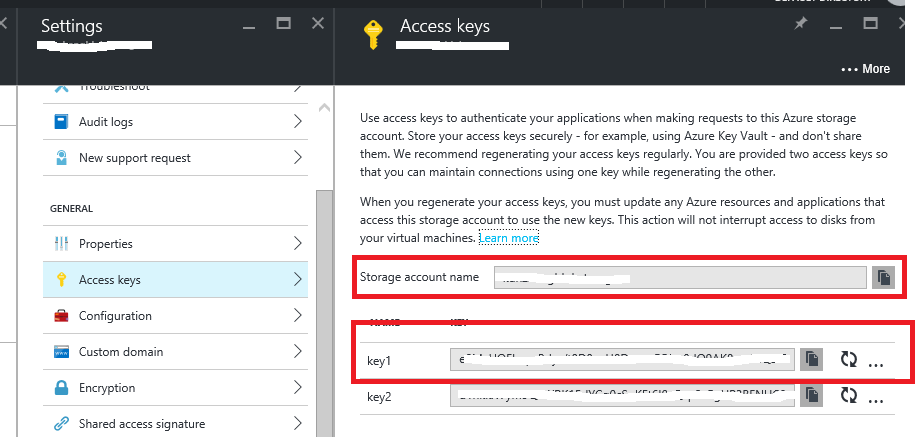 Settings
Access keys
More
Troubleshoot
Audit logs
New support request
GENERAL
Properties
Access keys
Configuration
Custom domain
Encryption
Shared access signature
Use access keys to authenticate your applications when making requests to this Azure storage
account. Store your access keys securely - for example, using Azure Key Vault - and don't share
them. We recommend regenerating your access keys regularly. You are provided two access keys so
that you can maintain connections using one key while regenerating the other.
When you regenerate your access keys, you must update any Azure resources and applications that
access this storage account to use the new keys. This action will not interrupt access to disks from
your virtual machines. Learn more
Storage account name
NAME KEY
key1
key2